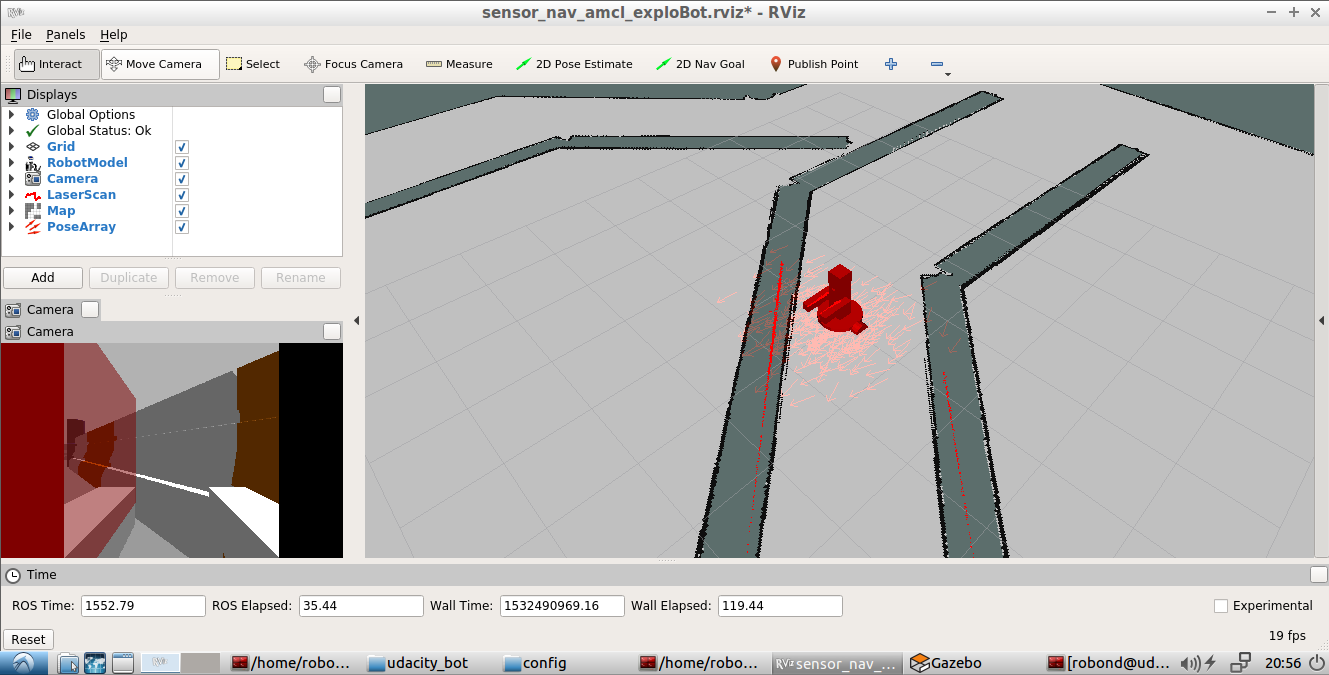 RViz
sensor_nav_amcl_exploBot.rviz* - RViz
File Panels Help
Interact Move Camera Select Focus Camera Measure 2D Pose Estimate 2D Nav Goal Publish Point
Displays
Global Options
Global Status: Ok
Grid
RobotModel
Camera
LaserScan
Map
PoseArray
Add Duplicate Remove Rename
Camera
Camera
Time
ROS Time: 1552.79 ROS Elapsed: 35.44 Wall Time: 1532490969.16 Wall Elapsed: 119.44 Experimental
Reset 19 fps
RViz /home/robo... udacity_bot config /home/robo... RViz sensor_nav_... Gazebo [robond@ud... 20:56